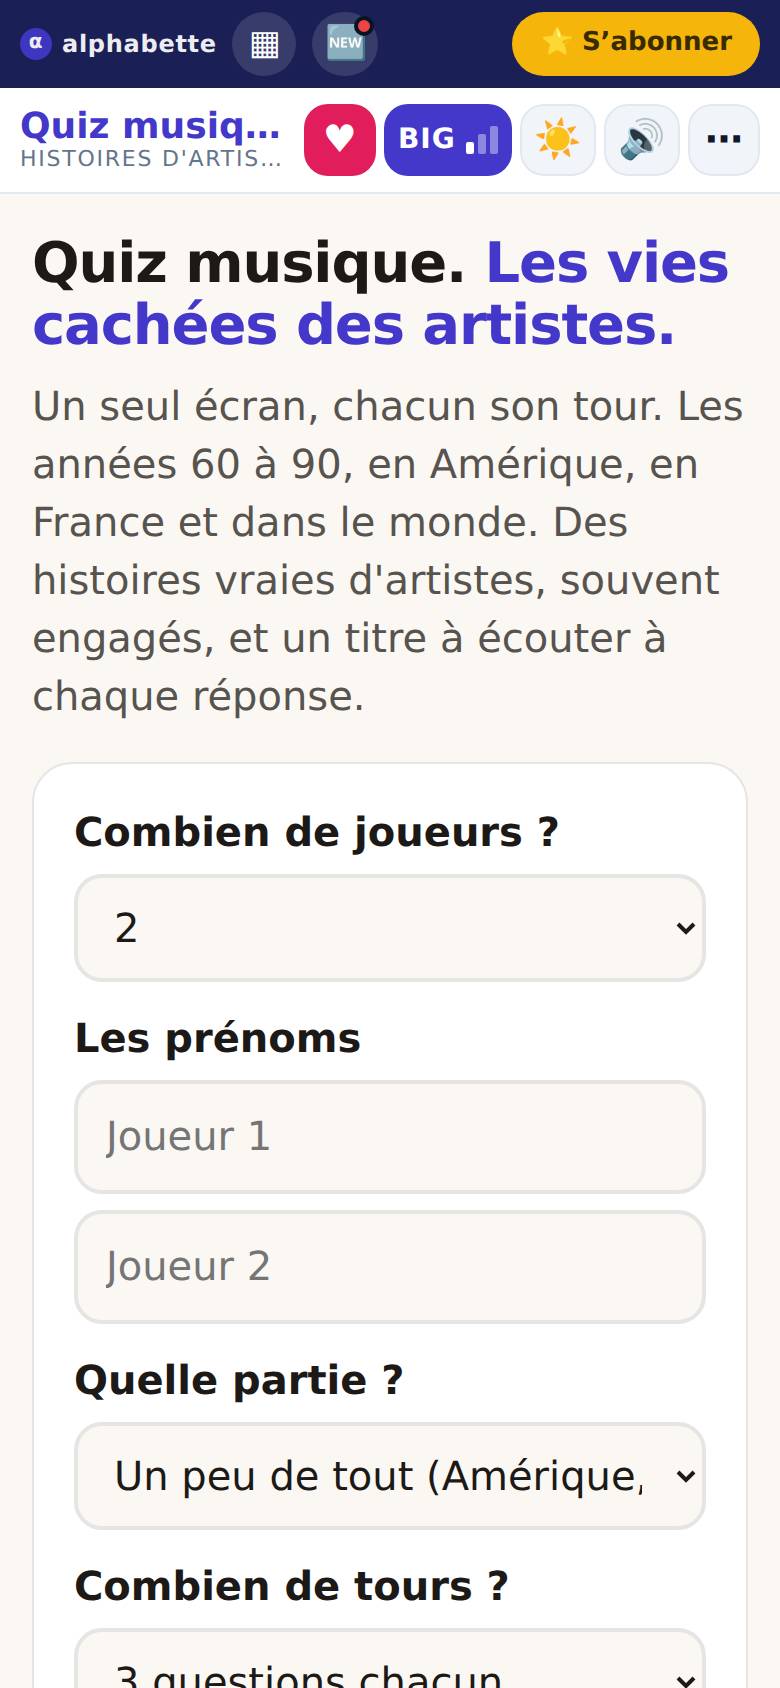 α alphabette NEW ⭐ S’abonner
Quiz musiq...
HISTOIRES D'ARTIS...
BIG
Quiz musique. Les vies
cachées des artistes.
Un seul écran, chacun son tour. Les
années 60 à 90, en Amérique, en
France et dans le monde. Des
histoires vraies d'artistes, souvent
engagés, et un titre à écouter à
chaque réponse.
Combien de joueurs ?
2
Les prénoms
Joueur 1
Joueur 2
Quelle partie ?
Un peu de tout (Amérique,
Combien de tours ?
3 questions chacun